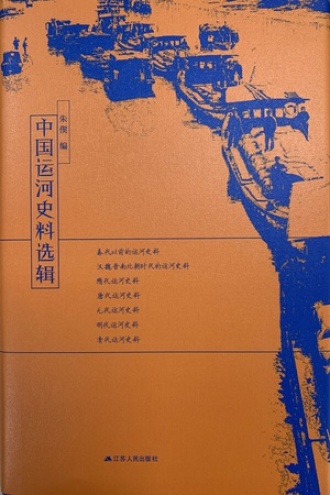 中国运河史料选辑
朱偰 编
秦代以前的运河史料
汉魏晋南北朝时代的运河史料
隋代运河史料
唐代运河史料
元代运河史料
明代运河史料
清代运河史料
江苏人民出版社